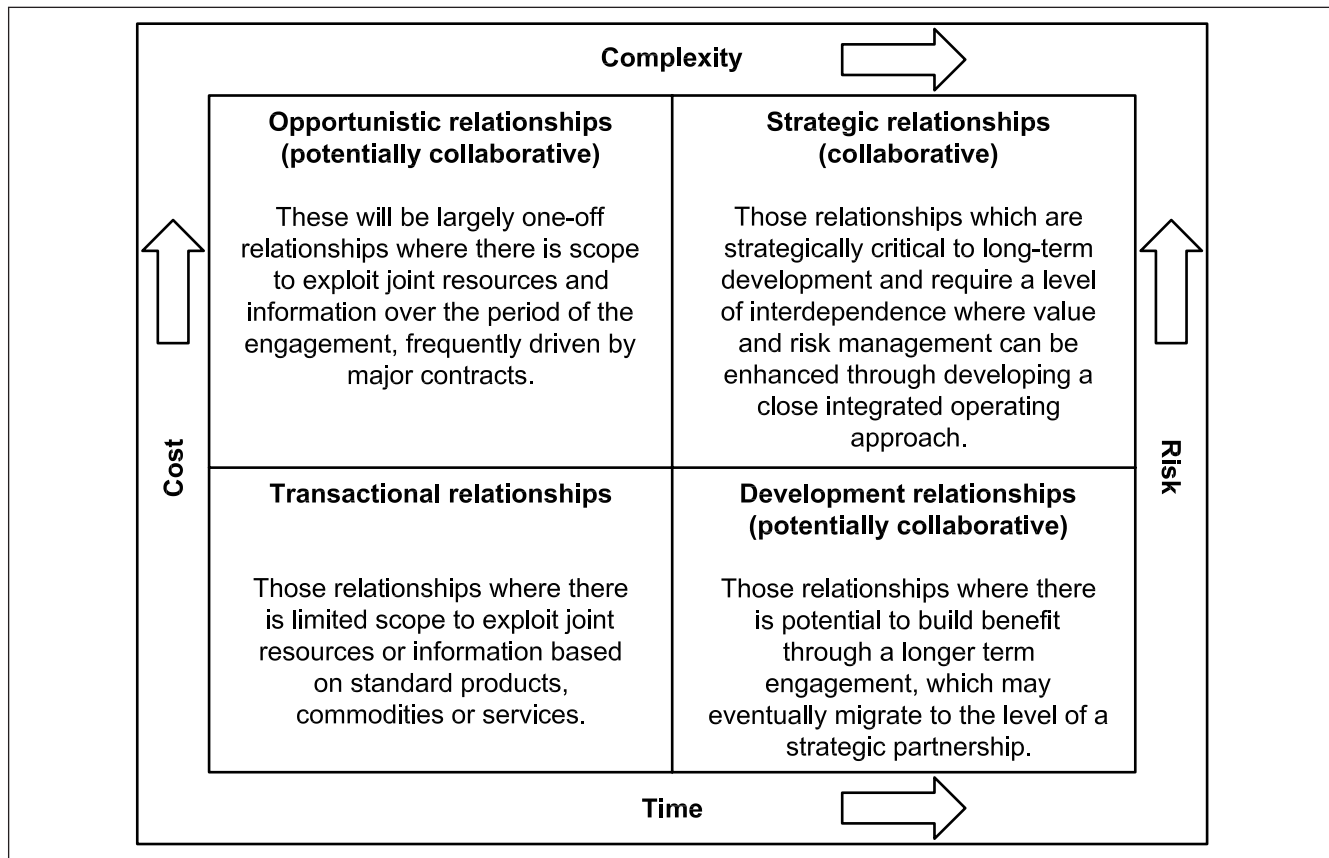 Complexity
Opportunistic relationships
(potentially collaborative)
These will be largely one-off
relationships where there is scope
to exploit joint resources and
information over the period of the
engagement, frequently driven by
major contracts.
Strategic relationships
(collaborative)
Those relationships which are
strategically critical to long-term
development and require a level
of interdependence where value
and risk management can be
enhanced through developing a
close integrated operating
approach.
Cost
Risk
Transactional relationships
Those relationships where there
is limited scope to exploit joint
resources or information based
on standard products,
commodities or services.
Development relationships
(potentially collaborative)
Those relationships where there
is potential to build benefit
through a longer term
engagement, which may
eventually migrate to the level of a
strategic partnership.
Time